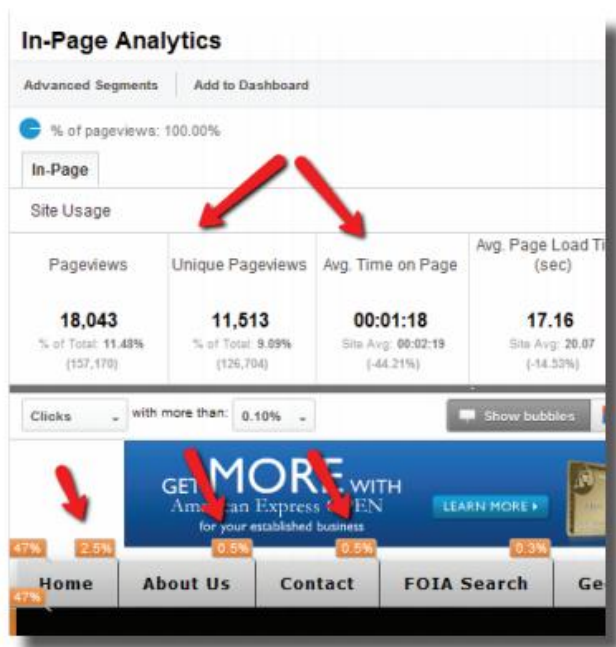 In-Page Analytics
Advanced Segments Add to Dashboard
% of pageviews: 100.00%
In-Page
Site Usage
Pageviews Unique Pageviews Avg. Time on Page Avg. Page Load Ti
(sec)
18,043 11,513 00:01:18 17.16
% of Total: 11.48% % of Total: 9.09% Site Avg: 00:02:19 Site Avg: 20.07
(157,170) (126,704) (-44.21%) (-14.53%)
Clicks with more than: 0.10% Show bubbles
GET MORE WITH
American Express OPEN
for your established business
LEARN MORE
47% 2.5% 0.5% 0.5% 0.3%
Home About Us Contact FOIA Search Ge
47%